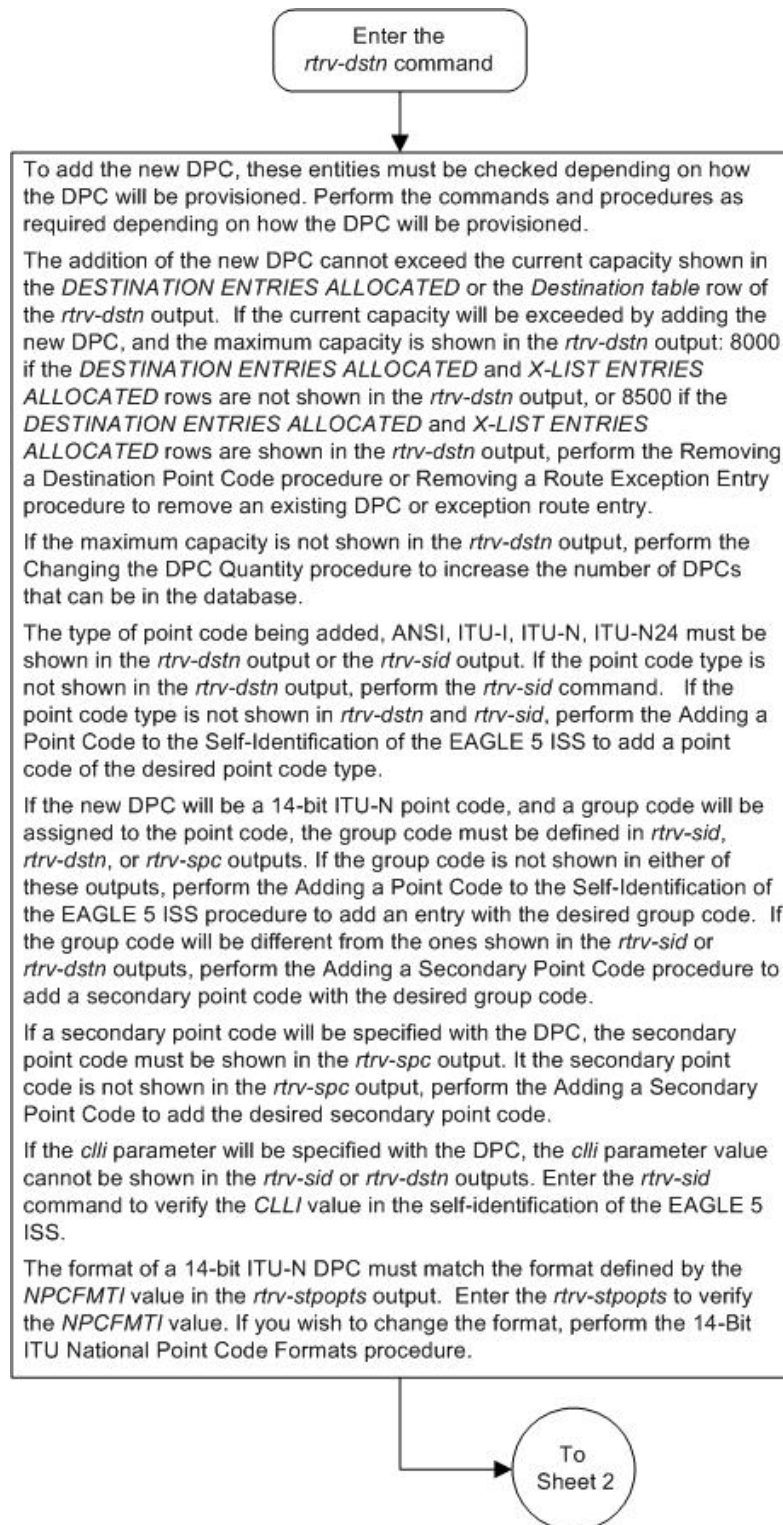 Enter the
rtrv-dstn command
To add the new DPC, these entities must be checked depending on how
the DPC will be provisioned. Perform the commands and procedures as
required depending on how the DPC will be provisioned.
The addition of the new DPC cannot exceed the current capacity shown in
the DESTINATION ENTRIES ALLOCATED or the Destination table row of
the rtrv-dstn output. If the current capacity will be exceeded by adding the
new DPC, and the maximum capacity is shown in the rtrv-dstn output: 8000
if the DESTINATION ENTRIES ALLOCATED and X-LIST ENTRIES
ALLOCATED rows are not shown in the rtrv-dstn output, or 8500 if the
DESTINATION ENTRIES ALLOCATED and X-LIST ENTRIES
ALLOCATED rows are shown in the rtrv-dstn output, perform the Removing
a Destination Point Code procedure or Removing a Route Exception Entry
procedure to remove an existing DPC or exception route entry.
If the maximum capacity is not shown in the rtrv-dstn output, perform the
Changing the DPC Quantity procedure to increase the number of DPCs
that can be in the database.
The type of point code being added, ANSI, ITU-I, ITU-N, ITU-N24 must be
shown in the rtrv-dstn output or the rtrv-sid output. If the point code type is
not shown in the rtrv-dstn output, perform the rtrv-sid command. If the
point code type is not shown in rtrv-dstn and rtrv-sid, perform the Adding a
Point Code to the Self-Identification of the EAGLE 5 ISS to add a point
code of the desired point code type.
If the new DPC will be a 14-bit ITU-N point code, and a group code will be
assigned to the point code, the group code must be defined in rtrv-sid,
rtrv-dstn, or rtrv-spc outputs. If the group code is not shown in either of
these outputs, perform the Adding a Point Code to the Self-Identification of
the EAGLE 5 ISS procedure to add an entry with the desired group code. If
the group code will be different from the ones shown in the rtrv-sid or
rtrv-dstn outputs, perform the Adding a Secondary Point Code procedure to
add a secondary point code with the desired group code.
If a secondary point code will be specified with the DPC, the secondary
point code must be shown in the rtrv-spc output. It the secondary point
code is not shown in the rtrv-spc output, perform the Adding a Secondary
Point Code to add the desired secondary point code.
If the clli parameter will be specified with the DPC, the clli parameter value
cannot be shown in the rtrv-sid or rtrv-dstn outputs. Enter the rtrv-sid
command to verify the CLLI value in the self-identification of the EAGLE 5
ISS.
The format of a 14-bit ITU-N DPC must match the format defined by the
NPCFMTI value in the rtrv-stpopts output. Enter the rtrv-stpopts to verify
the NPCFMTI value. If you wish to change the format, perform the 14-Bit
ITU National Point Code Formats procedure.
To
Sheet 2